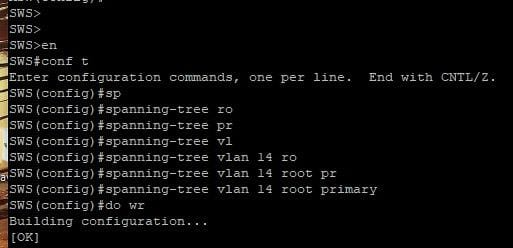 SWS>
SWS>
SWS>en
SWS#conf t
Enter configuration commands, one per line.  End with CNTL/Z.
SWS(config)#sp
SWS(config)#spanning-tree ro
SWS(config)#spanning-tree pr
SWS(config)#spanning-tree vl
SWS(config)#spanning-tree vlan 14 ro
SWS(config)#spanning-tree vlan 14 root pr
SWS(config)#spanning-tree vlan 14 root primary
SWS(config)#do wr
Building configuration...
[OK]